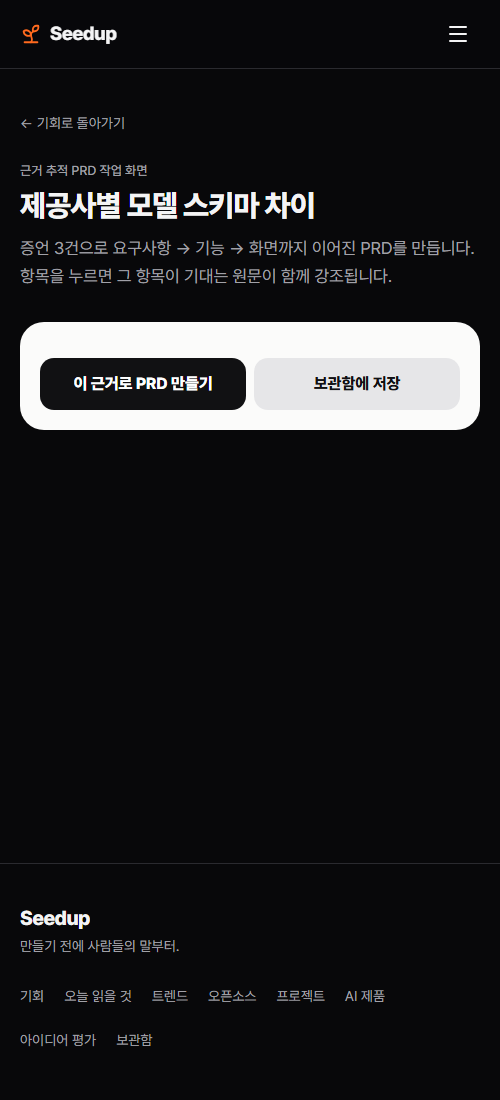 Seedup
← 기회로 돌아가기
근거 추적 PRD 작업 화면
제공사별 모델 스키마 차이
증언 3건으로 요구사항 → 기능 → 화면까지 이어진 PRD를 만듭니다.
항목을 누르면 그 항목이 기대는 원문이 함께 강조됩니다.
이 근거로 PRD 만들기 보관함에 저장
Seedup
만들기 전에 사람들의 말부터.
기회 오늘 읽을 것 트렌드 오픈소스 프로젝트 AI 제품
아이디어 평가 보관함